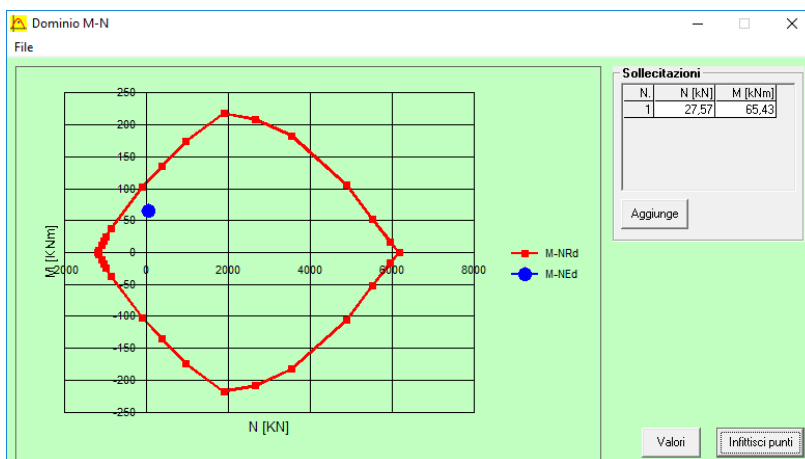 Dominio M-N
File
250
200
150
100
50
0
-50
-100
-150
-200
-250
M [KNm]
-2000 0 2000 4000 6000 8000
N [KN]
M-NRd
M-NEd
Sollecitazioni
N. N [kN] M [kNm]
1 27,57 65,43
Aggiunge
Valori
Infittisci punti